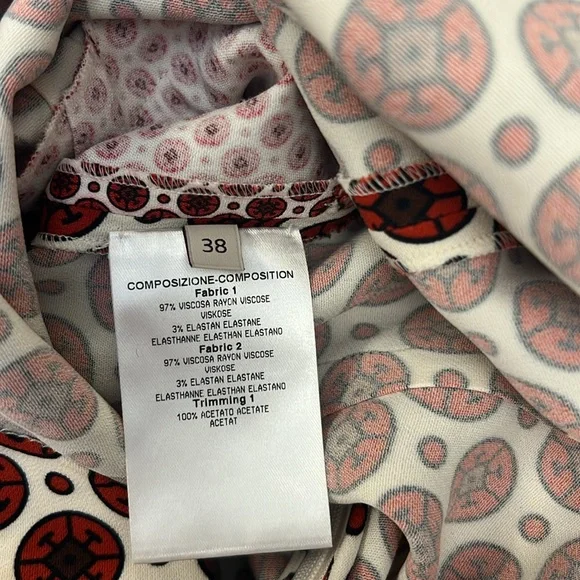 38
COMPOSIZIONE-COMPOSITION
Fabric 1
97% VISCOSA RAYON VISCOSE
VISKOSE
3% ELASTAN ELASTANE
ELASTHANNE ELASTHAN ELASTANO
Fabric 2
97% VISCOSA RAYON VISCOSE
VISKOSE
3% ELASTAN ELASTANE
ELASTHANNE ELASTHAN ELASTANO
Trimming 1
100% ACETATO ACETATE
ACETAT